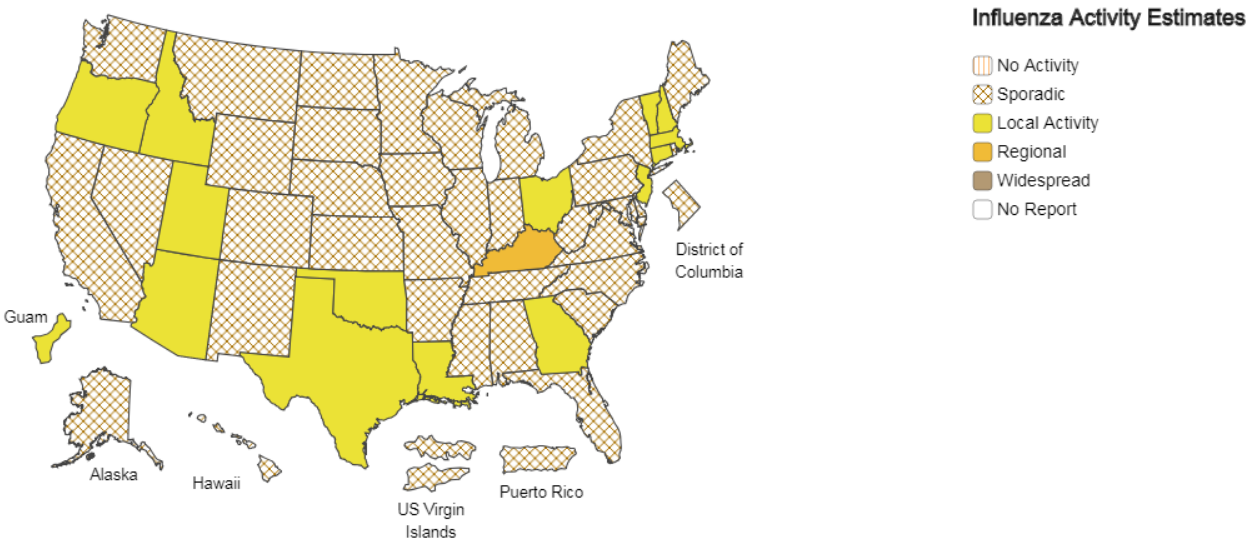 Influenza Activity Estimates
No Activity
Sporadic
Local Activity
Regional
Widespread
No Report
District of
Columbia
Guam
Alaska
Hawaii
US Virgin
Islands
Puerto Rico